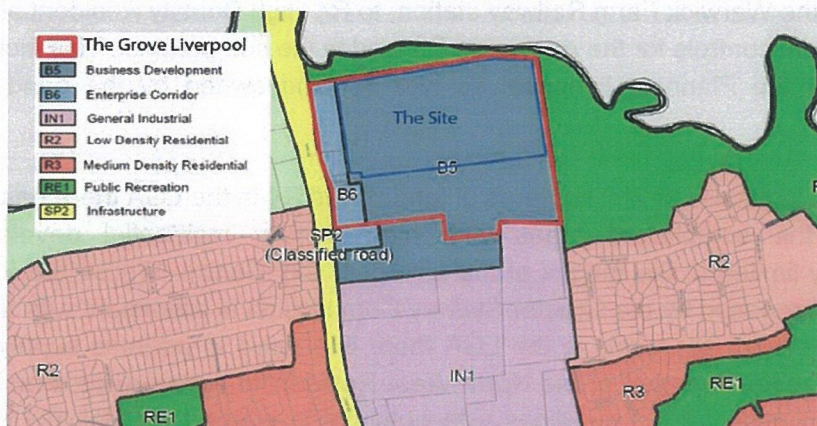 The Grove Liverpool
B5 Business Development
B6 Enterprise Corridor
IN1 General Industrial
R2 Low Density Residential
R3 Medium Density Residential
RE1 Public Recreation
SP2 Infrastructure
The Site
B5
B6
SP2
(Classified road)
R2
R2
IN1
R3
RE1
RE1